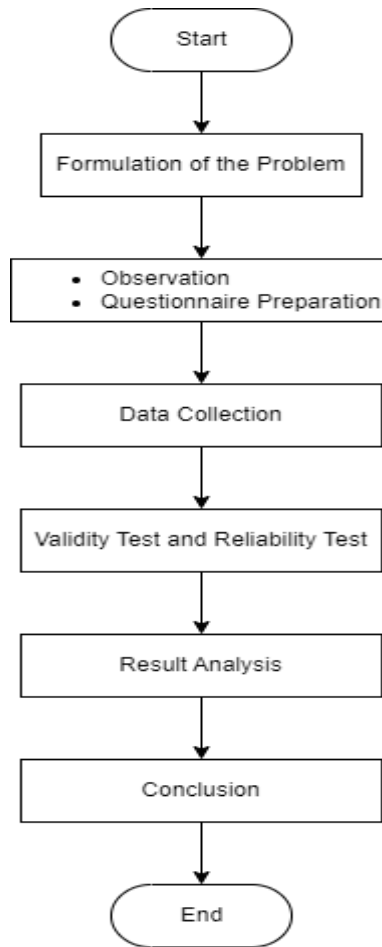 Start
Formulation of the Problem
• Observation
• Questionnaire Preparation
Data Collection
Validity Test and Reliability Test
Result Analysis
Conclusion
End